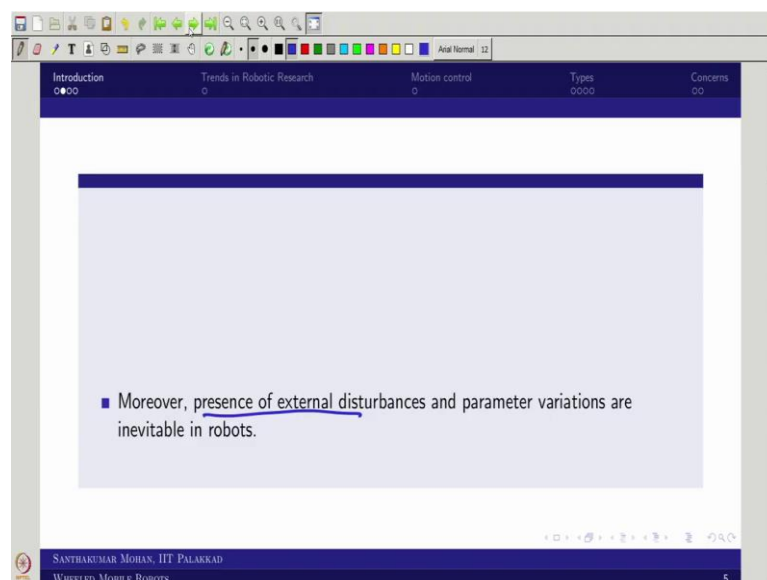 Arial Normal 12
Introduction Trends in Robotic Research Motion control Types Concerns
Moreover, presence of external disturbances and parameter variations are
inevitable in robots.
SANTHAKUMAR MOHAN, IIT PALAKKAD
WHEELED MOBILE ROBOTS 5